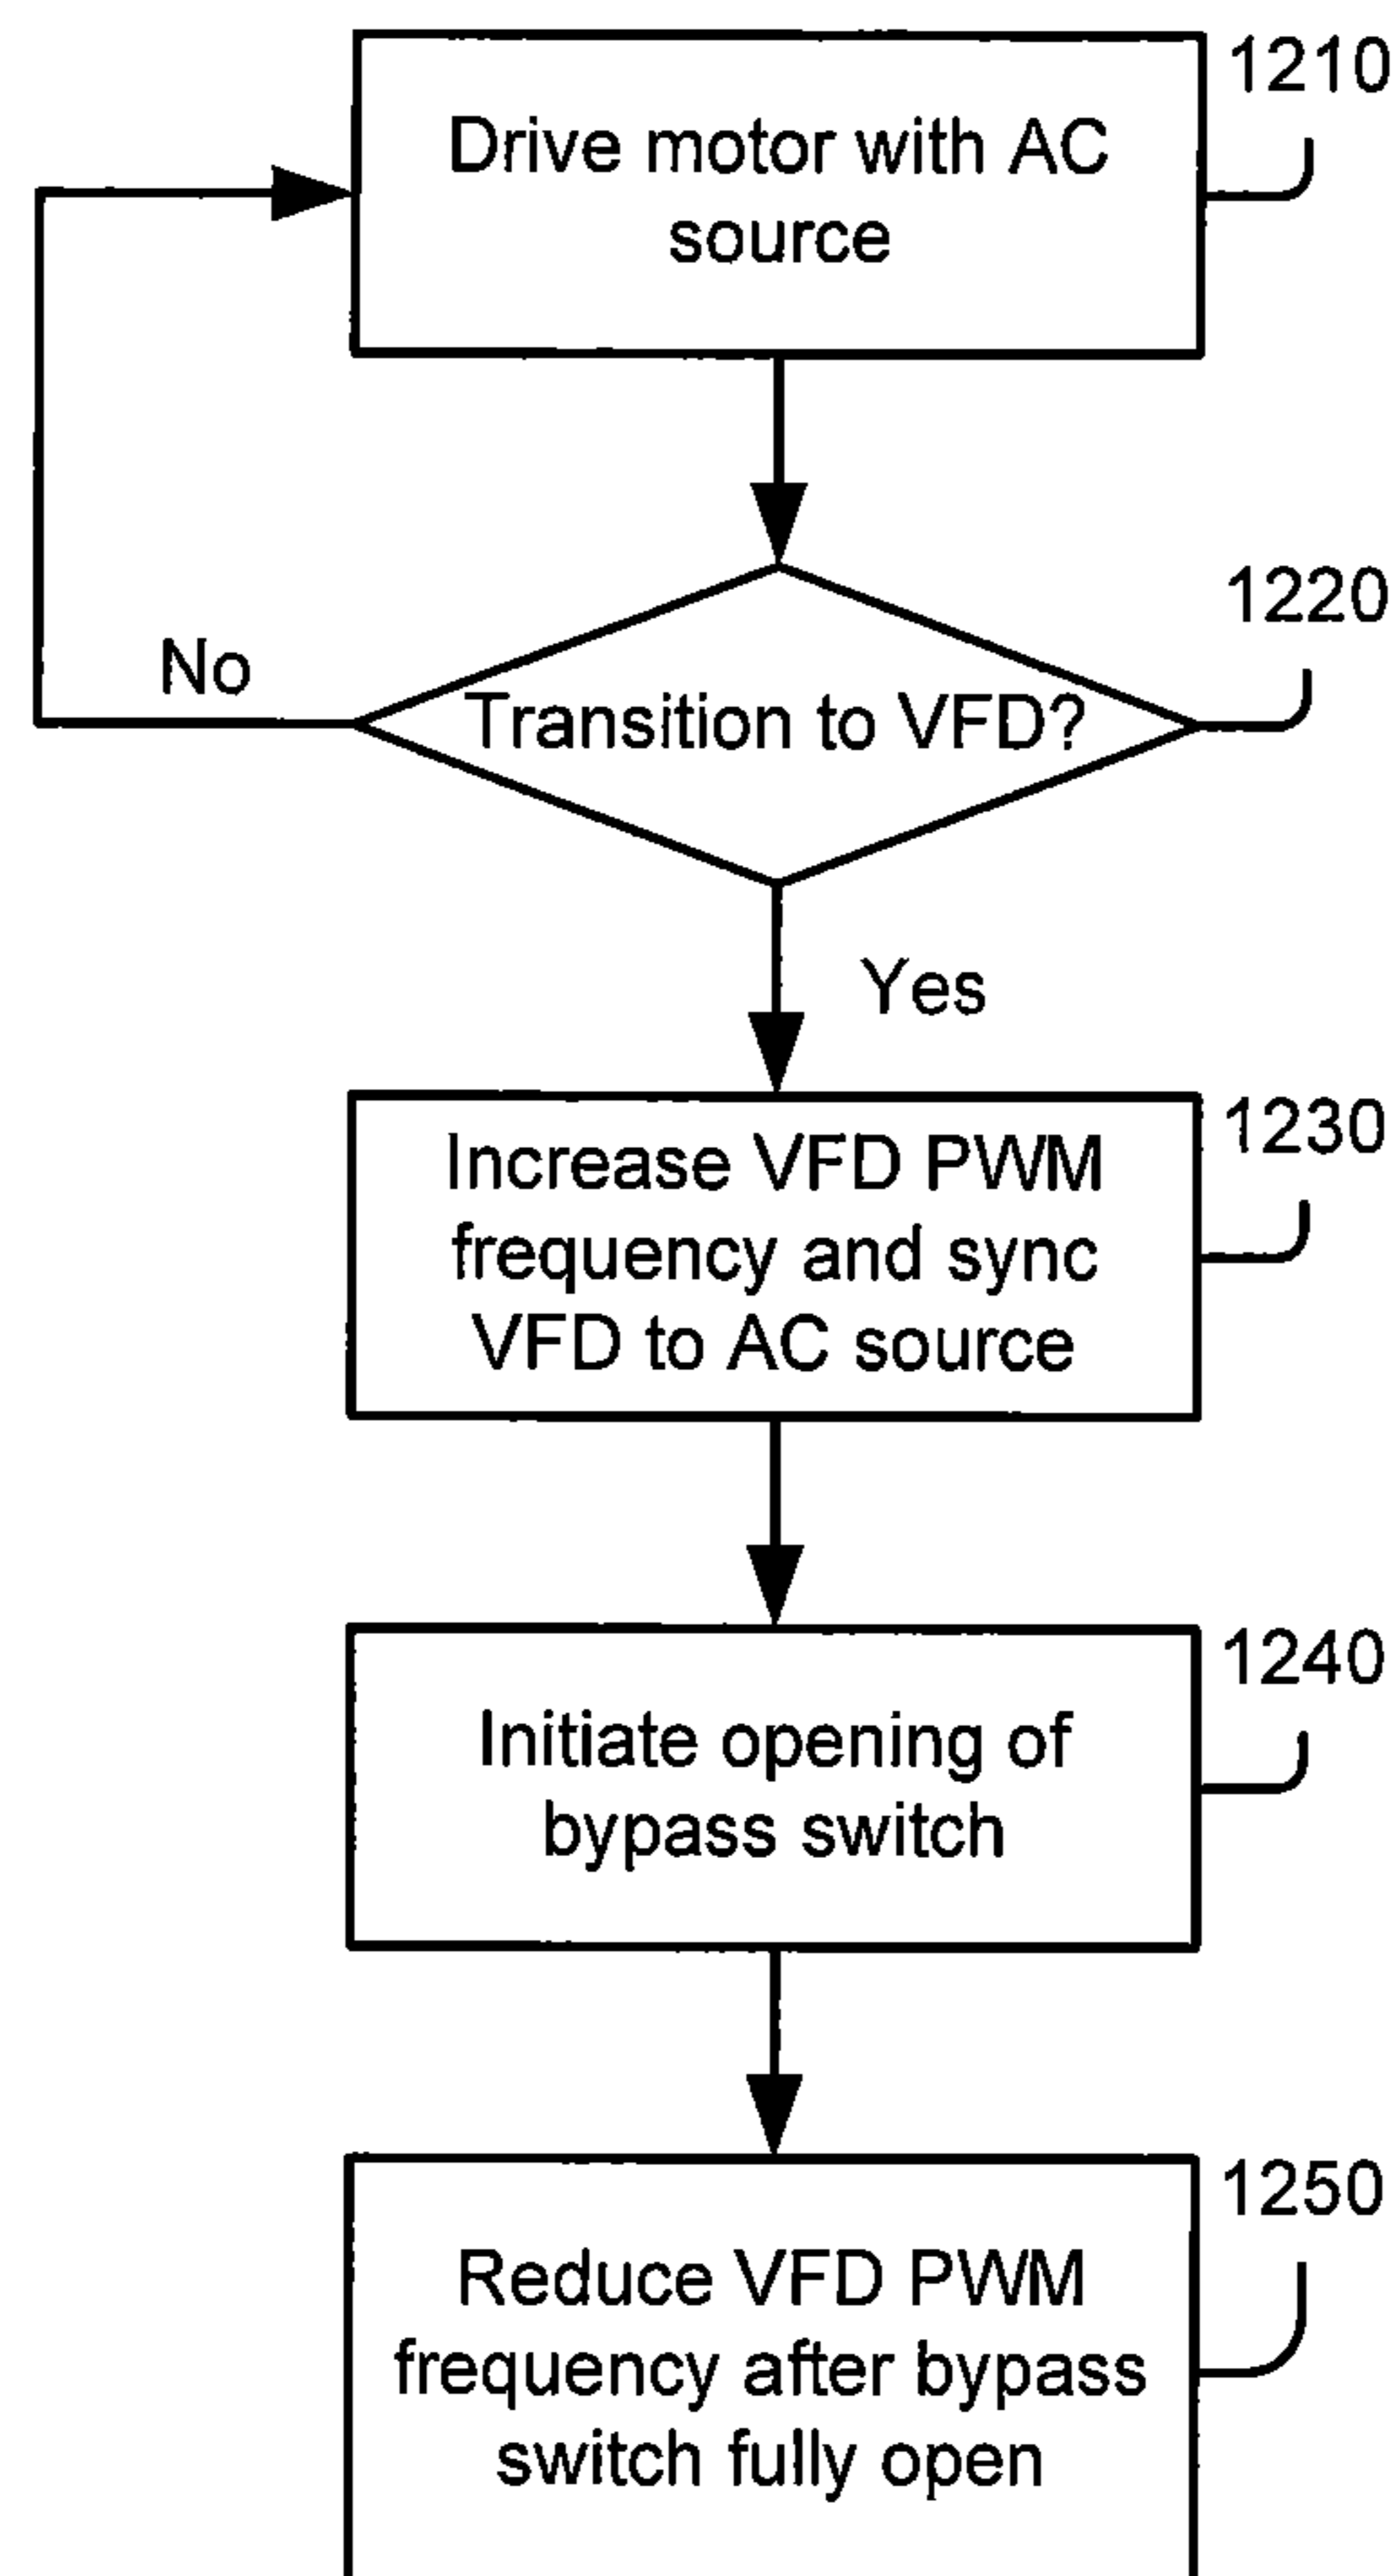 1210
Drive motor with AC
source
1220
No
Transition to VFD?
Yes
1230
Increase VFD PWM
frequency and sync
VFD to AC source
1240
Initiate opening of
bypass switch
1250
Reduce VFD PWM
frequency after bypass
switch fully open